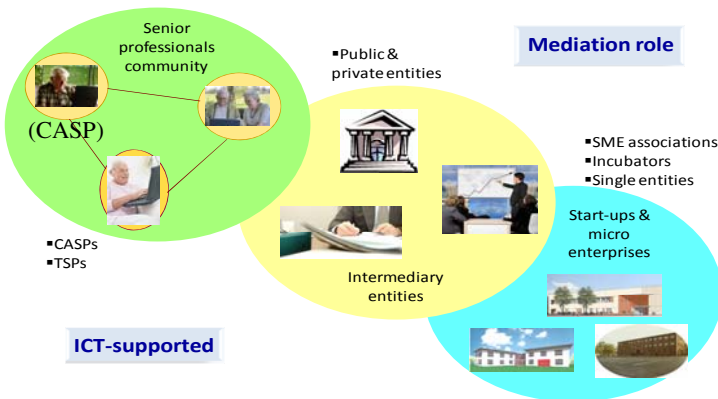 Senior
professionals
community
(CASP)
▪CASPs
▪TSPs
ICT-supported
▪Public &
private entities
Intermediary
entities
Mediation role
▪SME associations
▪Incubators
▪Single entities
Start-ups &
micro
enterprises